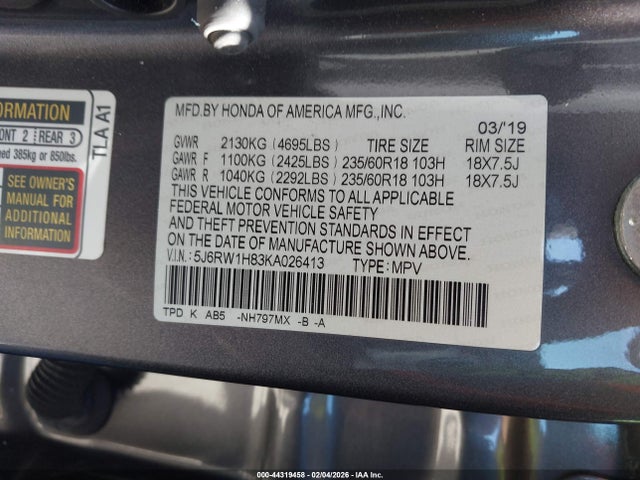 ORMATION
ONT 2 REAR 3
ed 385kg or 850lbs.
SEE OWNER'S
MANUAL FOR
ADDITIONAL
INFORMATION
TLA A1
MFD.BY HONDA OF AMERICA MFG.,INC.
03/'19
GVWR 2130KG (4695LBS) TIRE SIZE RIM SIZE
GAWR F 1100KG (2425LBS) 235/60R18 103H 18X7.5J
GAWR R 1040KG (2292LBS) 235/60R18 103H 18X7.5J
THIS VEHICLE CONFORMS TO ALL APPLICABLE
FEDERAL MOTOR VEHICLE SAFETY
AND THEFT PREVENTION STANDARDS IN EFFECT
ON THE DATE OF MANUFACTURE SHOWN ABOVE.
V.I.N.: 5J6RW1H83KA026413 TYPE: MPV
TPD K AB5 -NH797MX -B -A
000-44319458 - 02/04/2026 - IAA Inc.